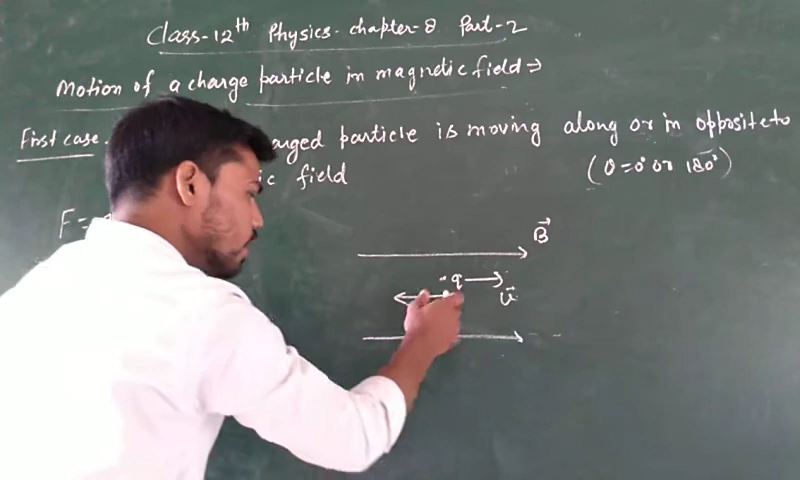 Class-12th Physics. chapter-8 Part-2
Motion of a charge particle in magnetic field ⇒
First case. aged particle is moving along or in opposite to
ic field (θ = 0° or 180°)
F =
B⃗
q
v⃗